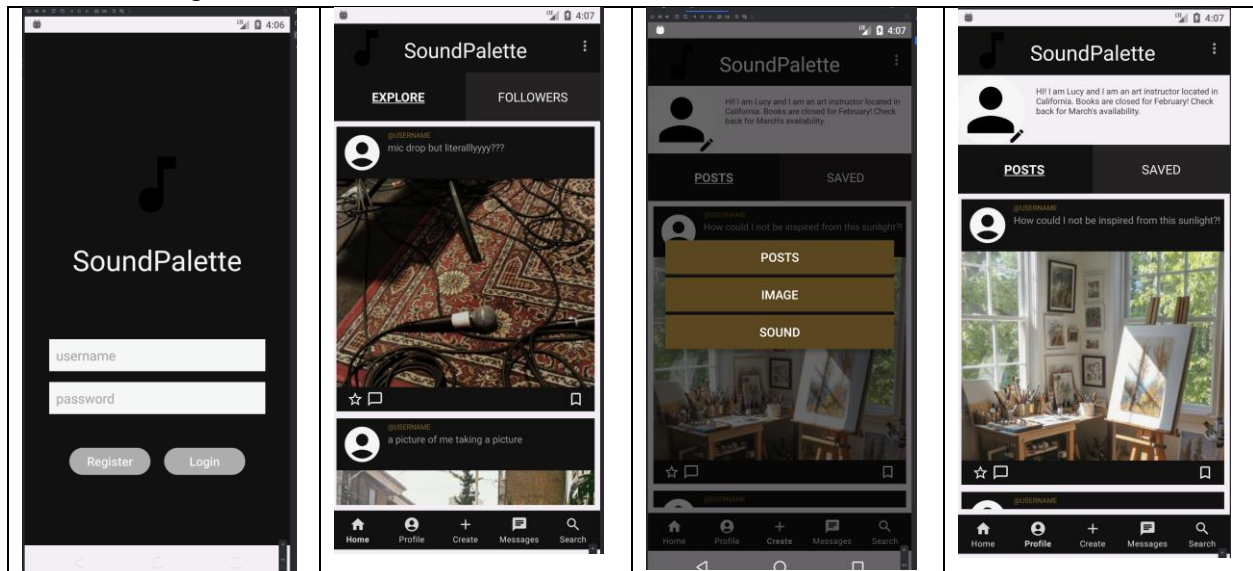 4:06
SoundPalette
username
password
Register Login
4:07
SoundPalette
EXPLORE FOLLOWERS
@USERNAME
mic drop but literalllyyyy???
@USERNAME
a picture of me taking a picture
Home Profile Create Messages Search
4:07
SoundPalette
HI! I am Lucy and I am an art instructor located in
California. Books are closed for February! Check
back for March's availability.
POSTS SAVED
@USERNAME
How could I not be inspired from this sunlight?!
POSTS
IMAGE
SOUND
@USERNAME
Home Profile Create Messages Search
4:07
SoundPalette
HI! I am Lucy and I am an art instructor located in
California. Books are closed for February! Check
back for March's availability.
POSTS SAVED
@USERNAME
How could I not be inspired from this sunlight?!
@USERNAME
Home Profile Create Messages Search